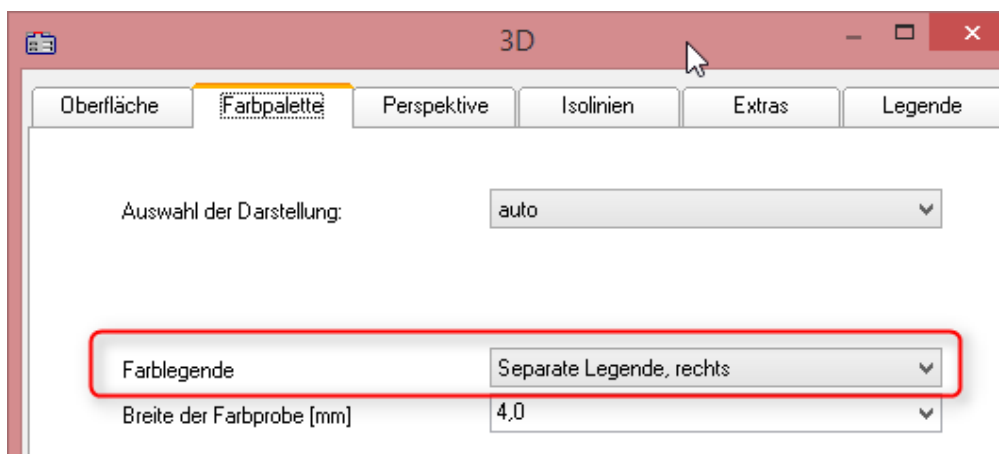 3D
Oberfläche Farbpalette Perspektive Isolinien Extras Legende
Auswahl der Darstellung: auto
Farblegende Separate Legende, rechts
Breite der Farbprobe [mm] 4,0